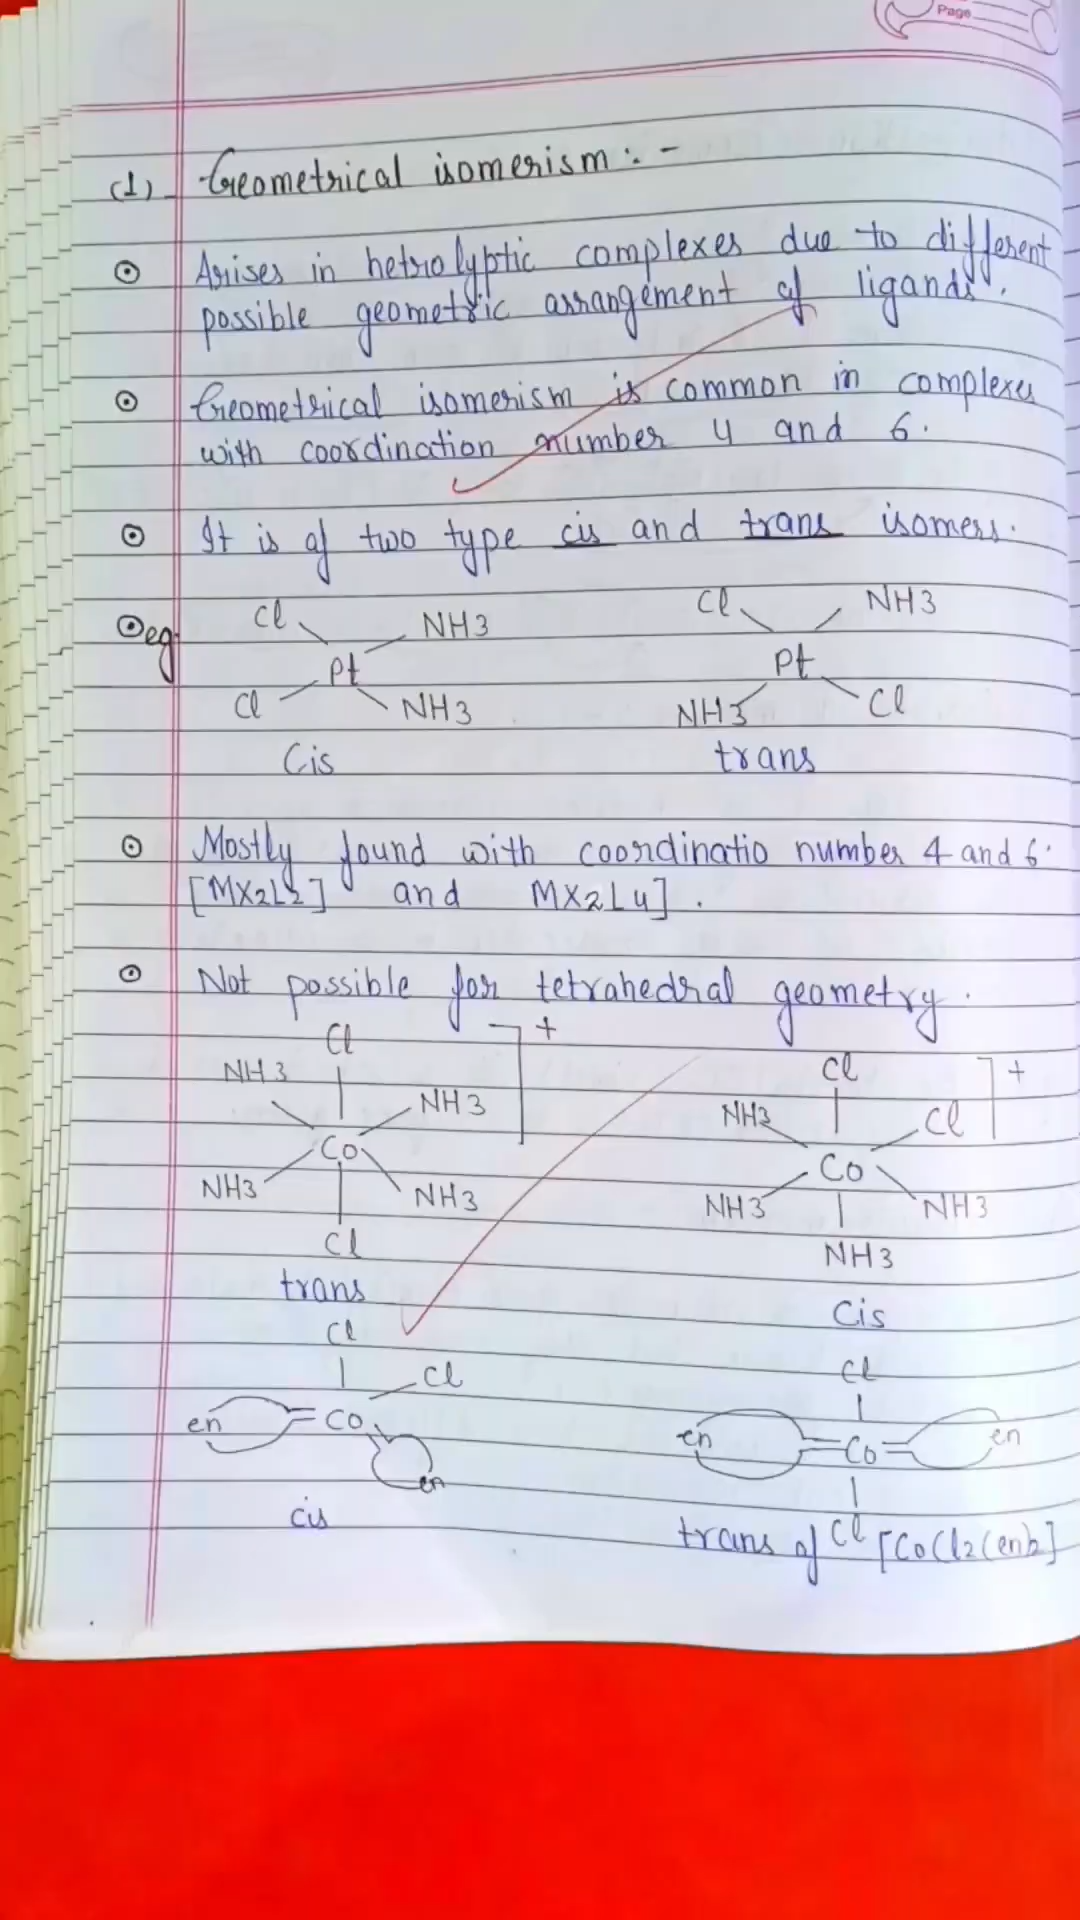 Page
(1) Geometrical isomerism :-
Arises in hetrolyptic complexes due to different
possible geometric arrangement of ligands.
Geometrical isomerism is common in complexes
with coordination number 4 and 6.
It is of two type cis and trans isomers.
eg
Cl NH3 Cl NH3
Pt Pt
Cl NH3 NH3 Cl
Cis trans
Mostly found with coordinatio number 4 and 6.
[MX2L2] and MX2L4].
Not possible for tetrahedral geometry.
Cl + Cl +
NH3 NH3 NH3 Cl
Co Co
NH3 NH3 NH3 NH3
Cl NH3
trans Cis
Cl Cl
Cl
en Co en Co en
en
cis Cl
trans of [CoCl2(en)2]